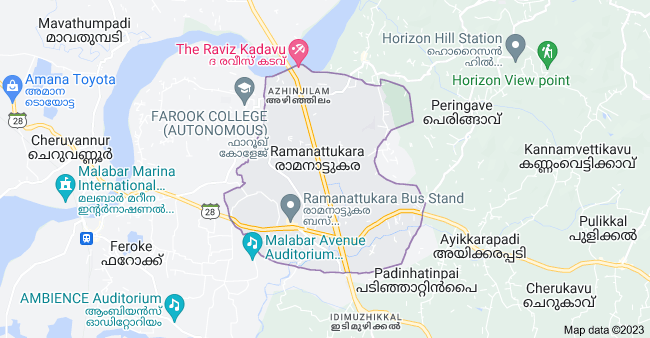 Mavathumpadi
മാവതുമ്പടി
The Raviz Kadavu
ദ റവീസ് കടവ്
Horizon Hill Station
ഹൊറൈസൻ
ഹിൽ ...
Horizon View point
Amana Toyota
അമാന
ടൊയോട്ട
28
AZHINJILAM
അഴിഞ്ഞിലം
FAROOK COLLEGE
(AUTONOMOUS)
ഫാറൂഖ്
കോളേജ്
Peringave
പെരിങ്ങാവ്
Cheruvannur
ചെറുവണ്ണൂർ
Ramanattukara
രാമനാട്ടുകര
Kannamvettikavu
കണ്ണംവെട്ടിക്കാവ്
Malabar Marina
International...
മലബാർ മറീന
ഇന്റർനാഷണൽ...
28
Ramanattukara Bus Stand
രാമനാട്ടുകര
ബസ്...
Pulikkal
പുളിക്കൽ
Feroke
ഫറോക്ക്
Malabar Avenue
Auditorium...
Ayikkarapadi
അയിക്കരപ്പടി
Padinhatinpai
പടിഞ്ഞാറ്റിൻപൈ
Cherukavu
ചെറുകാവ്
AMBIENCE Auditorium
ആംബിയൻസ്
ഓഡിറ്റോറിയം
IDIMUZHIKKAL
ഇടിമുഴിക്കൽ
Map data ©2023